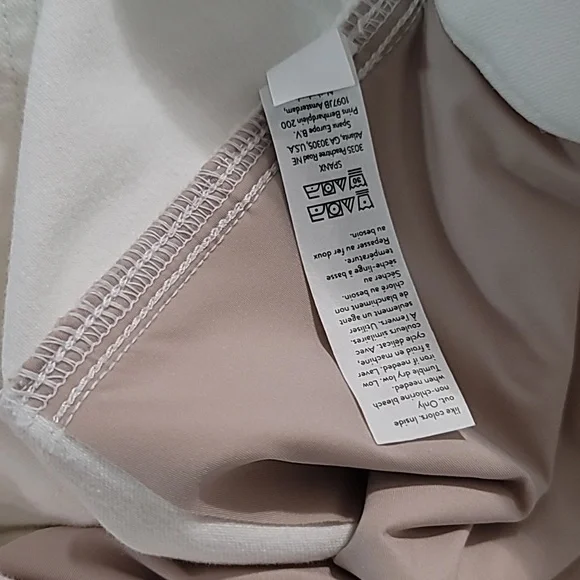 like colors. Inside
out. Only
non-chlorine bleach
when needed.
Tumble dry low. Low
iron if needed. Laver
à froid en machine,
cycle délicat. Avec
couleurs similaires
À l'envers. Utiliser
seulement un agent
de blanchiment non
chloré au besoin.
Sécher au
sèche-linge à basse
température.
Repasser au fer doux
au besoin.
30
SPANX
3035 Peachtree Road NE
Atlanta, GA 30305, U.S.A.
Spanx Europe B.V.
Prins Bernhardplein 200
1097JB Amsterdam,